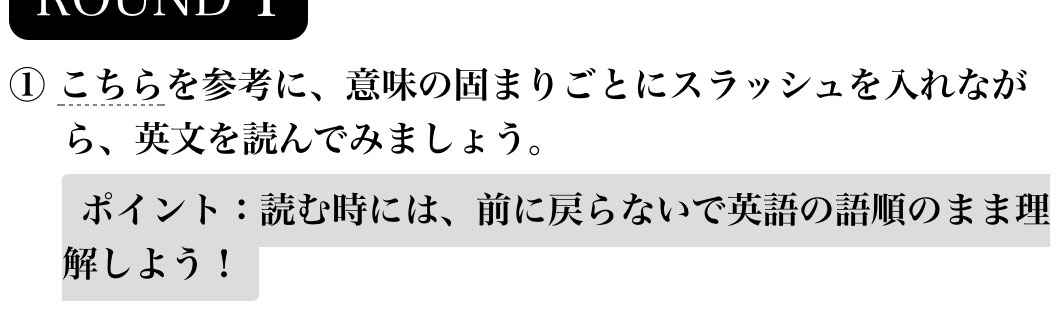 ROUND 1
① こちらを参考に、意味の固まりごとにスラッシュを入れなが
ら、英文を読んでみましょう。
ポイント：読む時には、前に戻らないで英語の語順のまま理
解しよう！